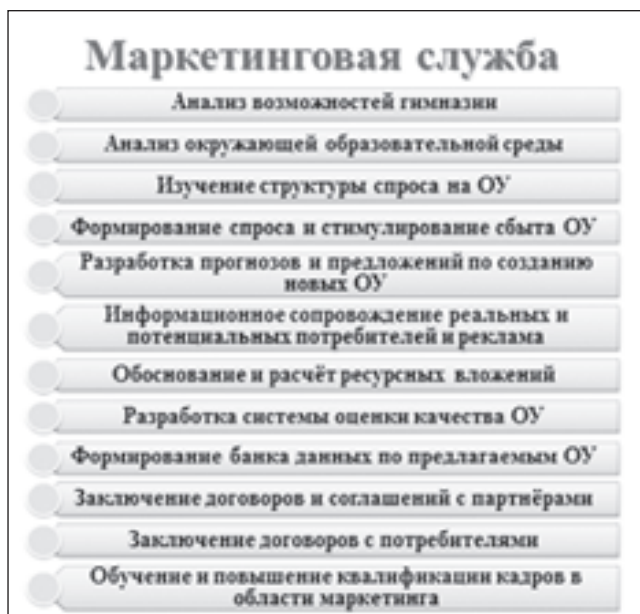 Маркетинговая служба
Анализ возможностей гимназии
Анализ окружающей образовательной среды
Изучение структуры спроса на ОУ
Формирование спроса и стимулирование сбыта ОУ
Разработка прогнозов и предложений по созданию
новых ОУ
Информационное сопровождение реальных и
потенциальных потребителей и реклама
Обоснование и расчёт ресурсных вложений
Разработка системы оценки качества ОУ
Формирование банка данных по предлагаемым ОУ
Заключение договоров и соглашений с партнёрами
Заключение договоров с потребителями
Обучение и повышение квалификации кадров в
области маркетинга